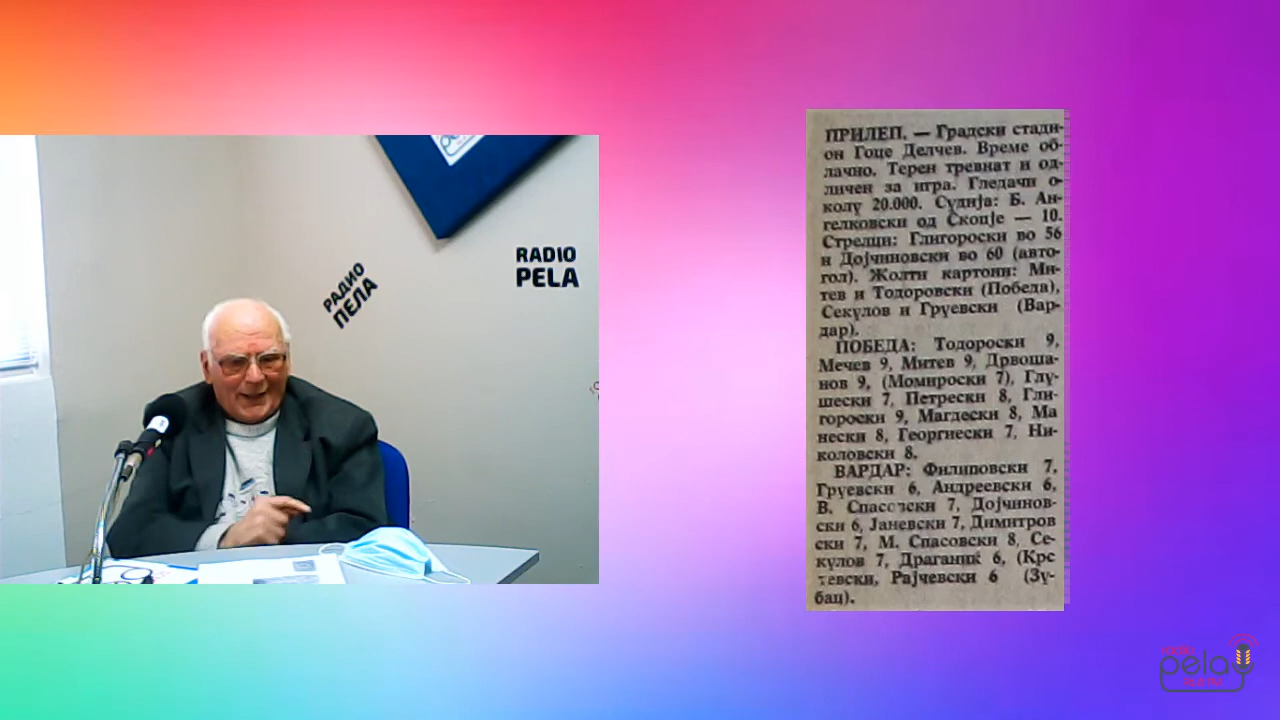 РАДИО
ПЕЛА
RADIO
PELA
ПРИЛЕП. — Градски стади-
он Гоце Делчев. Време об-
лачно. Терен тревнат и од-
личен за игра. Гледачи о-
колу 20.000. Судија: Б. Ан-
гелковски од Скопје — 10.
Стрелци: Глигороски во 56
и Дојчиновски во 60 (авто-
гол). Жолти картони: Ми-
тев и Тодоровски (Победа),
Секулов и Груевски (Вар-
дар).
ПОБЕДА: Тодороски 9,
Мечев 9, Митев 9, Дрвоша-
нов 9, (Момироски 7), Глу-
шески 7, Петрески 8, Гли-
гороски 9, Магдески 8, Ма
нески 8, Георгиески 7, Ни-
коловски 8.
ВАРДАР: Филиповски 7,
Груевски 6, Андреевски 6,
В. Спасовски 7, Дојчинов-
ски 6, Јаневски 7, Димитров
ски 7, М. Спасовски 8, Се-
кулов 7, Драганиќ 6, (Крс
тевски, Рајчевски 6 (Зу-
бац).
radio
pela